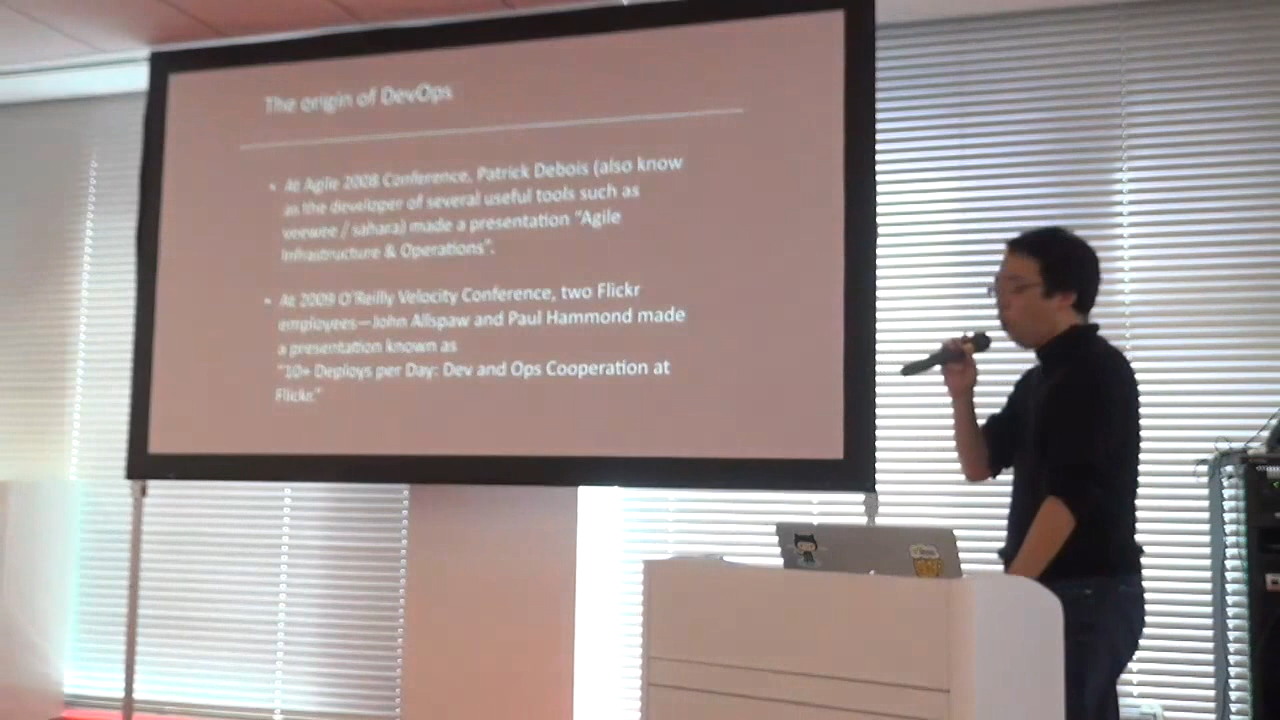 The origin of DevOps
• At Agile 2008 Conference, Patrick Debois (also know
as the developer of several useful tools such as
veewee / sahara) made a presentation "Agile
Infrastructure & Operations".
• At 2009 O'Reilly Velocity Conference, two Flickr
employees—John Allspaw and Paul Hammond made
a presentation known as
"10+ Deploys per Day: Dev and Ops Cooperation at
Flickr."